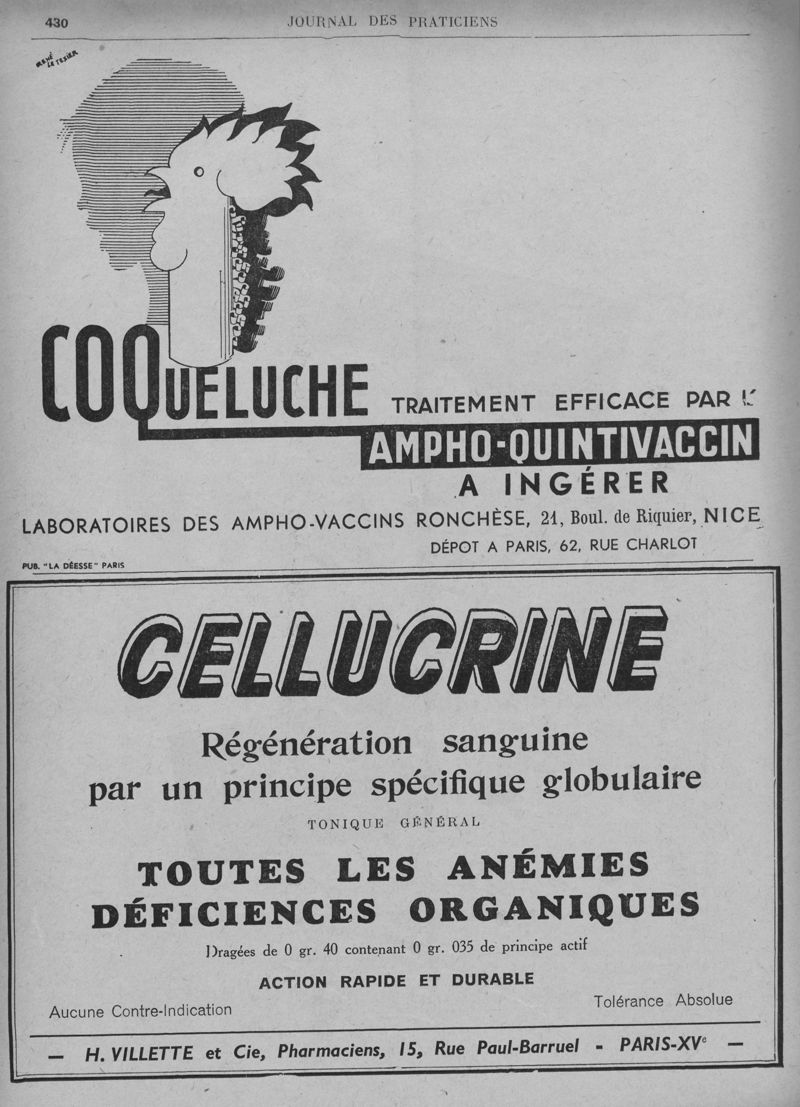 430
JOURNAL DES PRATICIENS
RENÉ
LE TESIER
COQUELUCHE TRAITEMENT EFFICACE PAR L'
AMPHO-QUINTIVACCIN
A INGÉRER
LABORATOIRES DES AMPHO-VACCINS RONCHÈSE, 21, Boul. de Riquier, NICE
DÉPOT A PARIS, 62, RUE CHARLOT
PUB. "LA DÉESSE" PARIS
CELLUCRINE
Régénération sanguine
par un principe spécifique globulaire
TONIQUE GÉNÉRAL
TOUTES LES ANÉMIES
DÉFICIENCES ORGANIQUES
Dragées de 0 gr. 40 contenant 0 gr. 035 de principe actif
ACTION RAPIDE ET DURABLE
Aucune Contre-Indication
Tolérance Absolue
— H. VILLETTE et Cie, Pharmaciens, 15, Rue Paul-Barruel - PARIS-XVe —